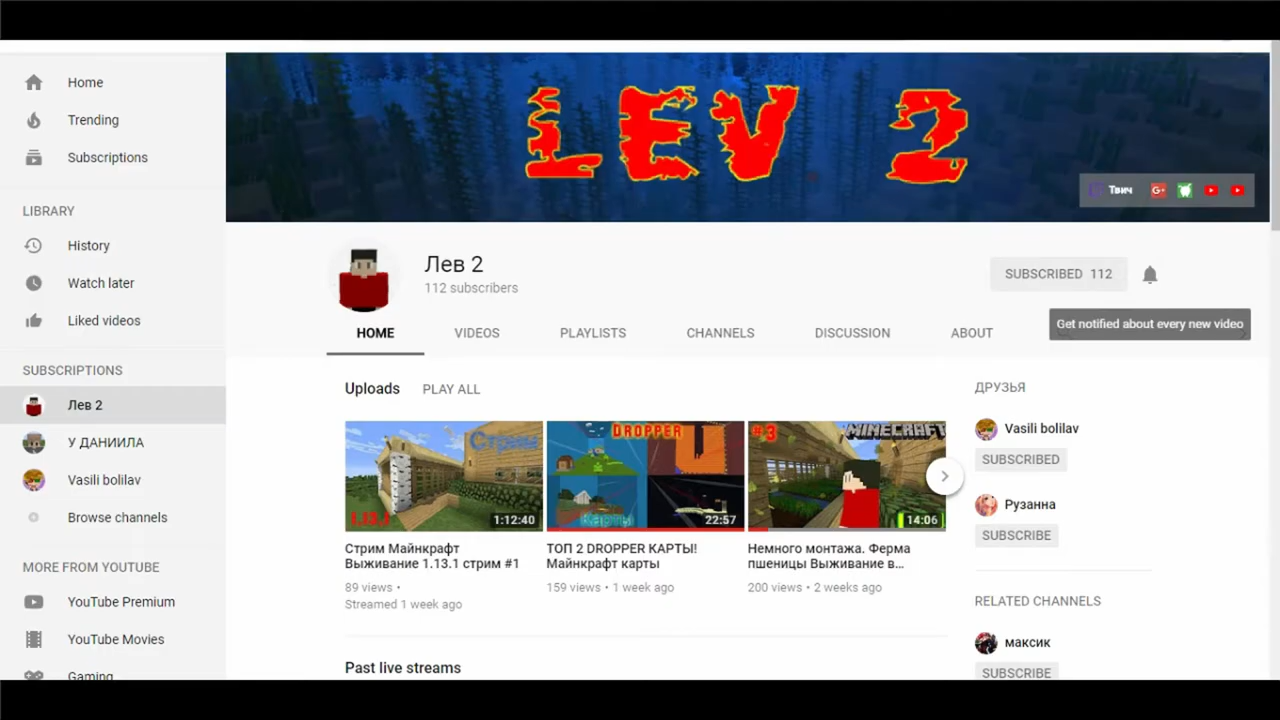 Home
Trending
Subscriptions
LIBRARY
History
Watch later
Liked videos
SUBSCRIPTIONS
Лев 2
У ДАНИИЛА
Vasili bolilav
Browse channels
MORE FROM YOUTUBE
YouTube Premium
YouTube Movies
Gaming
LEV 2
Твич
G+
Лев 2
112 subscribers
SUBSCRIBED 112
HOME VIDEOS PLAYLISTS CHANNELS DISCUSSION ABOUT
Get notified about every new video
Uploads PLAY ALL
Стрим
1.13.1
1:12:40
DROPPER
Карты
22:57
#3 MINECRAFT
14:06
Стрим Майнкрафт
Выживание 1.13.1 стрим #1
89 views •
Streamed 1 week ago
ТОП 2 DROPPER КАРТЫ!
Майнкрафт карты
159 views • 1 week ago
Немного монтажа. Ферма
пшеницы Выживание в...
200 views • 2 weeks ago
Past live streams
ДРУЗЬЯ
Vasili bolilav
SUBSCRIBED
Рузанна
SUBSCRIBE
RELATED CHANNELS
максик
SUBSCRIBE